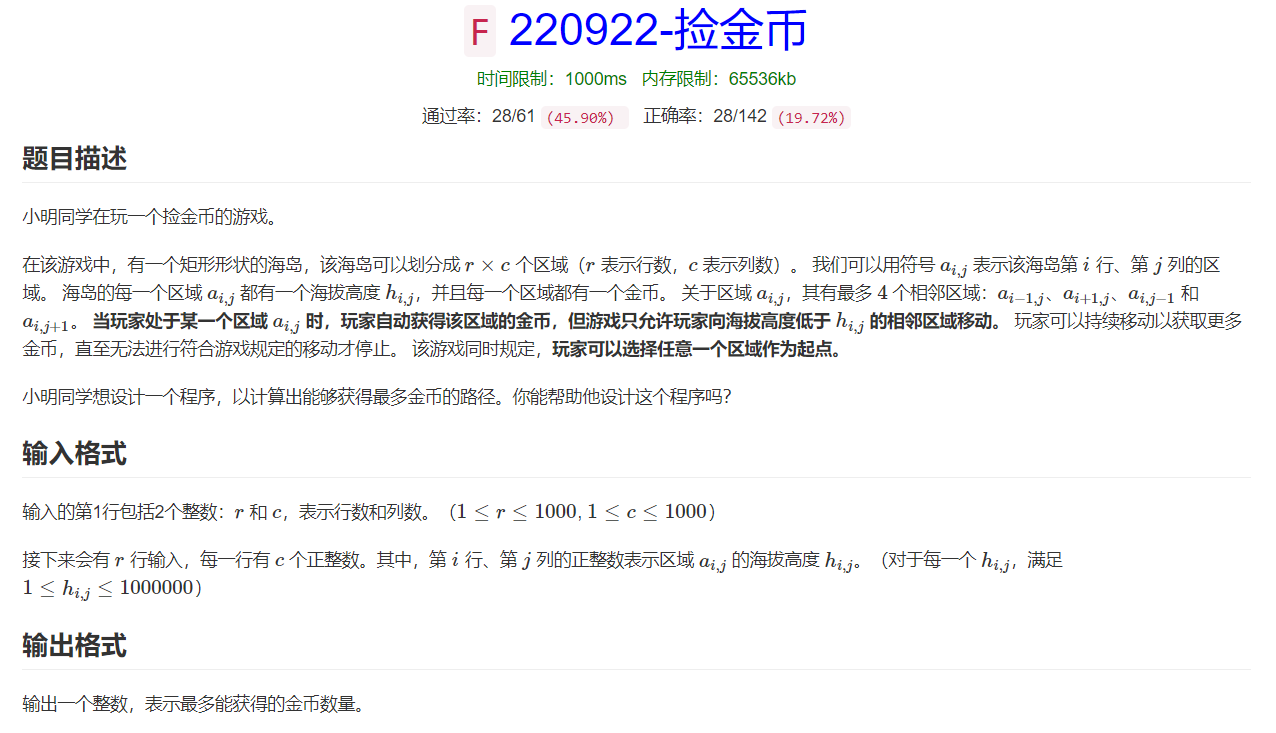 F 220922-捡金币
时间限制：1000ms 内存限制：65536kb
通过率：28/61 (45.90%) 正确率：28/142 (19.72%)
题目描述
小明同学在玩一个捡金币的游戏。
在该游戏中，有一个矩形形状的海岛，该海岛可以划分成 r × c 个区域（r 表示行数，c 表示列数）。 我们可以用符号 a_{i,j} 表示该海岛第 i 行、第 j 列的区
域。 海岛的每一个区域 a_{i,j} 都有一个海拔高度 h_{i,j}，并且每一个区域都有一个金币。 关于区域 a_{i,j}，其有最多 4 个相邻区域：a_{i−1,j}、a_{i+1,j}、a_{i,j−1} 和
a_{i,j+1}。 当玩家处于某一个区域 a_{i,j} 时，玩家自动获得该区域的金币，但游戏只允许玩家向海拔高度低于 h_{i,j} 的相邻区域移动。 玩家可以持续移动以获取更多
金币，直至无法进行符合游戏规定的移动才停止。 该游戏同时规定，玩家可以选择任意一个区域作为起点。
小明同学想设计一个程序，以计算出能够获得最多金币的路径。你能帮助他设计这个程序吗？
输入格式
输入的第1行包括2个整数：r 和 c，表示行数和列数。（1 ≤ r ≤ 1000, 1 ≤ c ≤ 1000）
接下来会有 r 行输入，每一行有 c 个正整数。其中，第 i 行、第 j 列的正整数表示区域 a_{i,j} 的海拔高度 h_{i,j}。（对于每一个 h_{i,j}，满足
1 ≤ h_{i,j} ≤ 1000000）
输出格式
输出一个整数，表示最多能获得的金币数量。